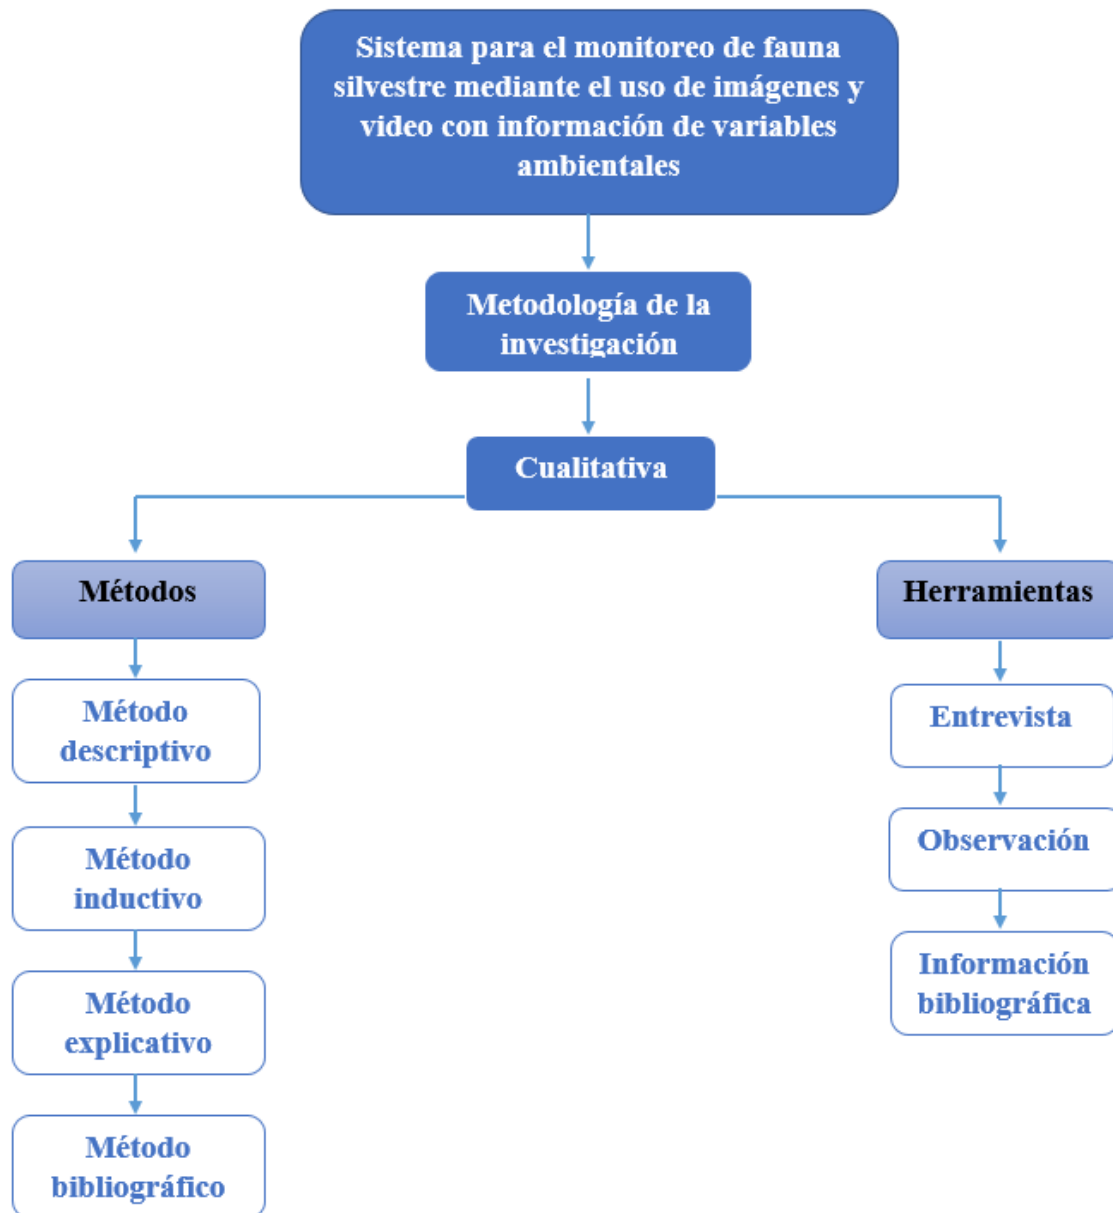 Sistema para el monitoreo de fauna
silvestre mediante el uso de imágenes y
video con información de variables
ambientales
Metodología de la
investigación
Cualitativa
Métodos
Método
descriptivo
Método
inductivo
Método
explicativo
Método
bibliográfico
Herramientas
Entrevista
Observación
Información
bibliográfica